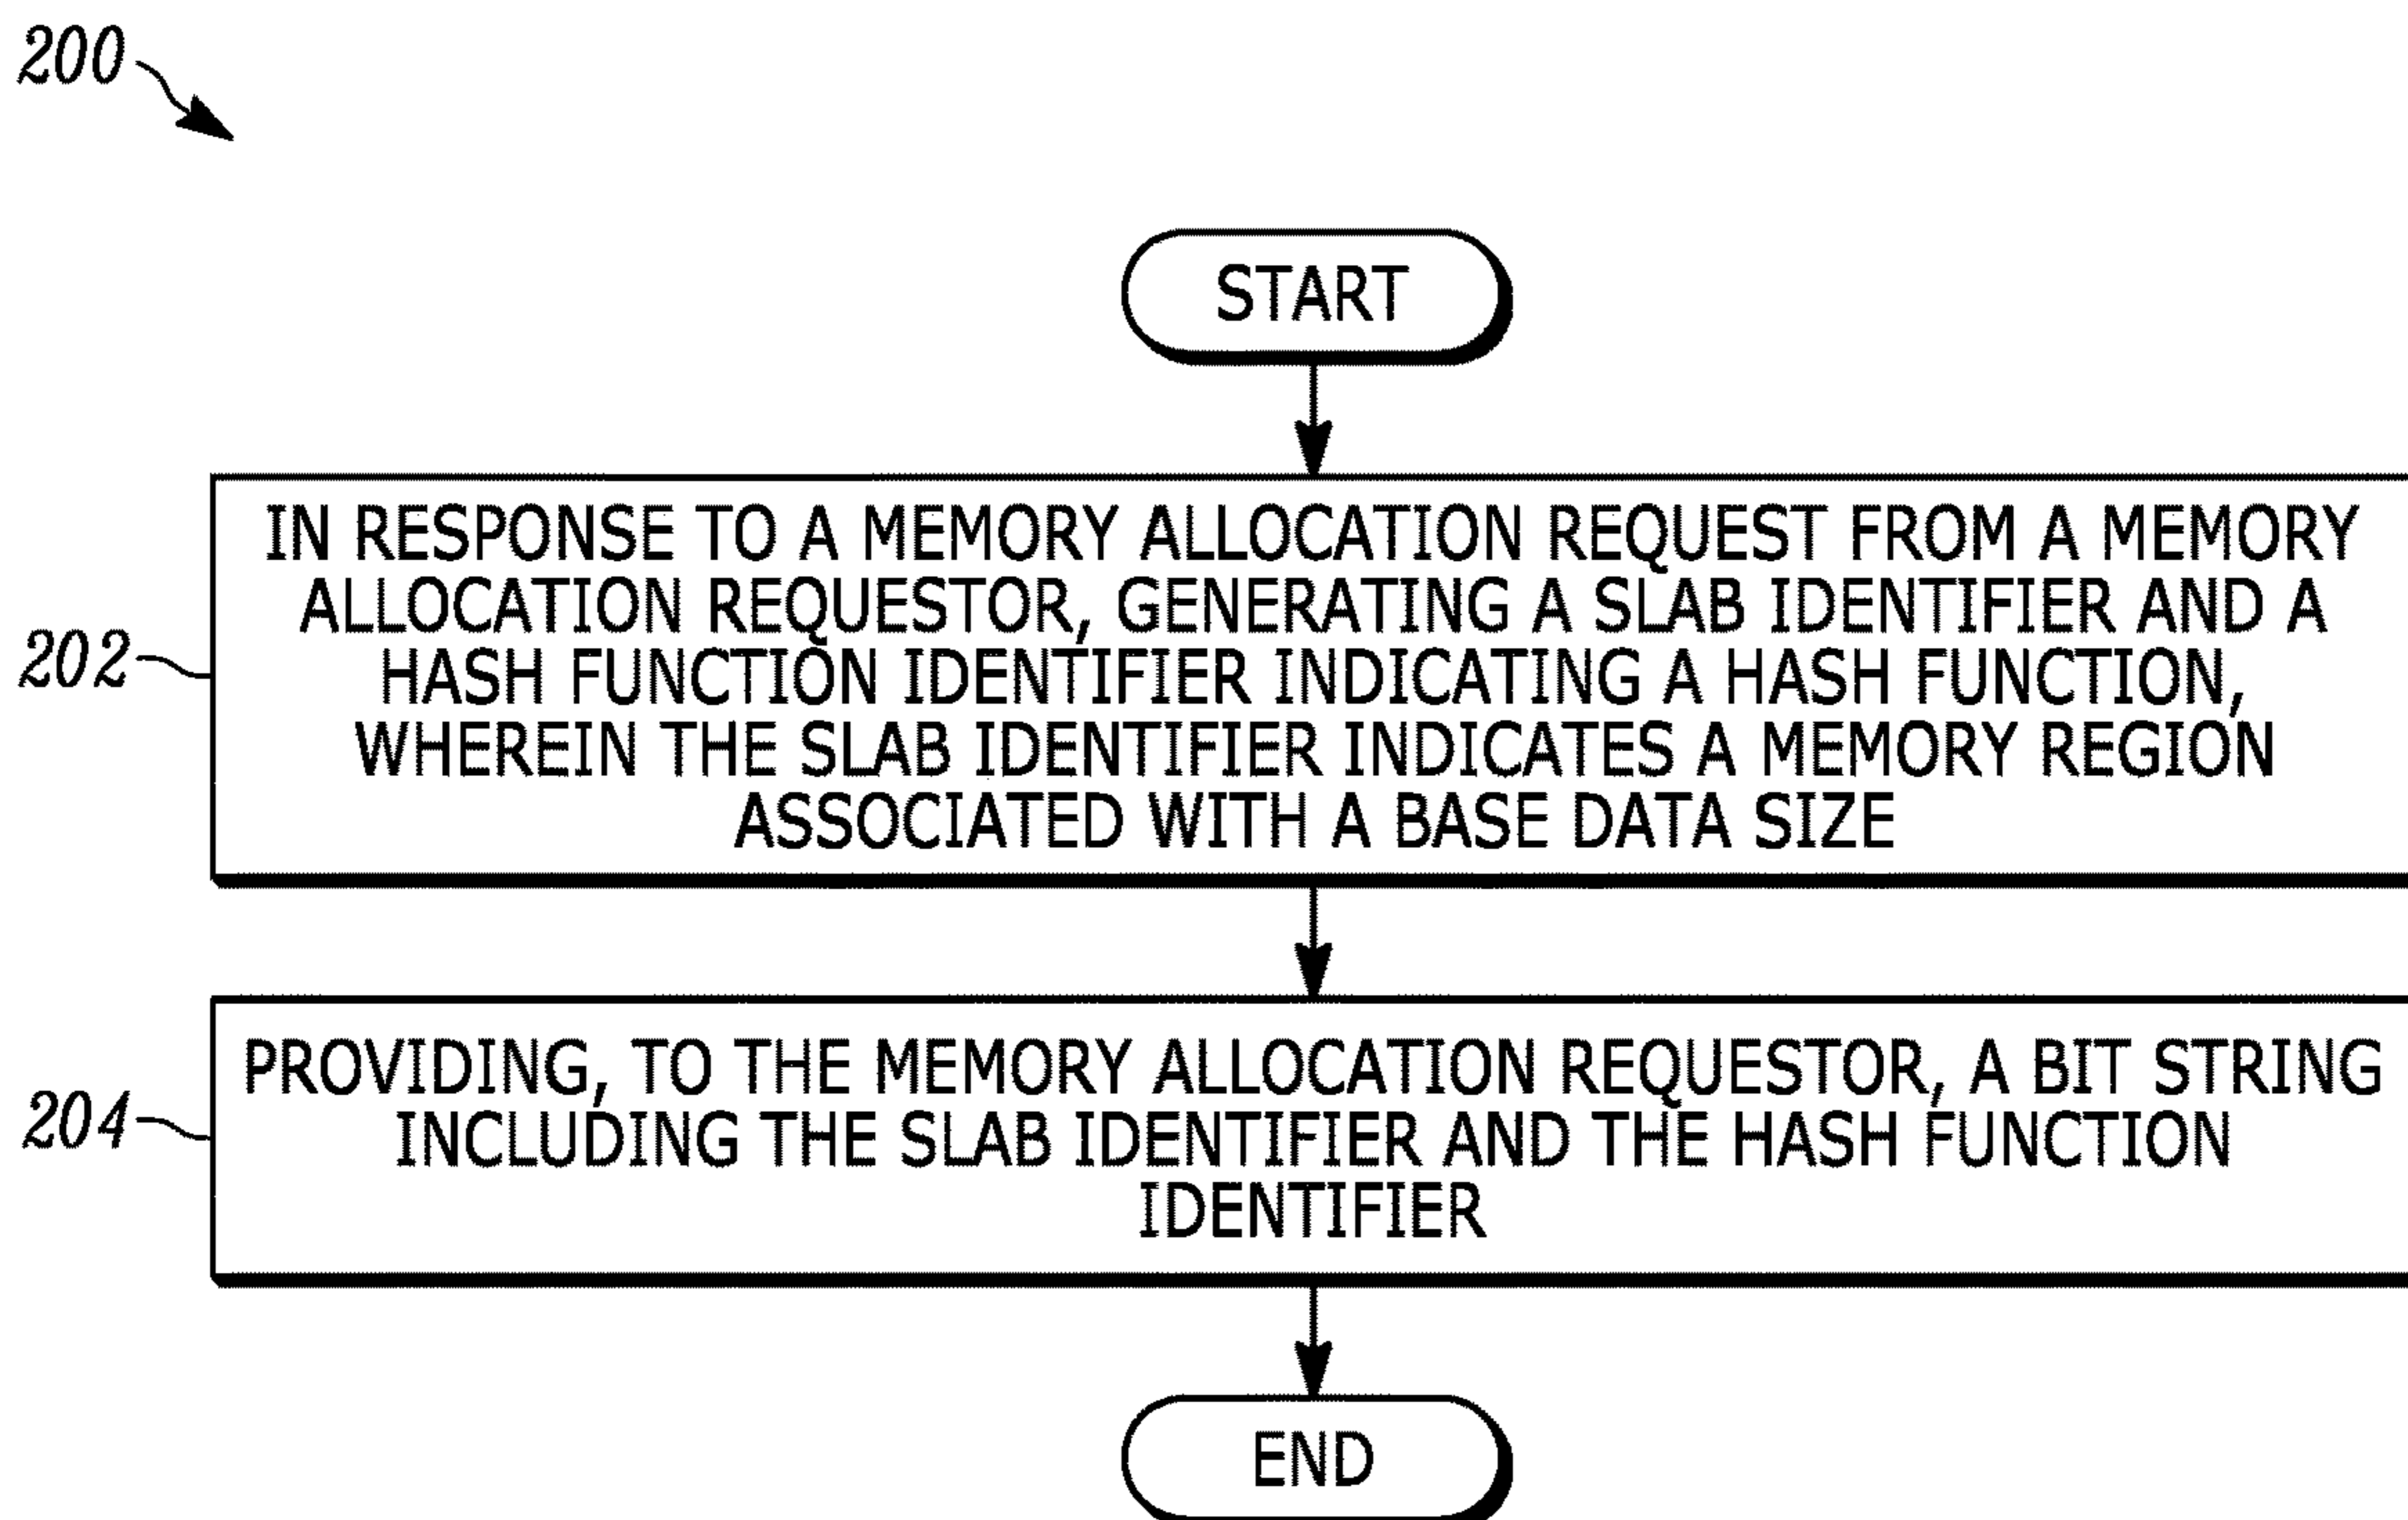 200
START
IN RESPONSE TO A MEMORY ALLOCATION REQUEST FROM A MEMORY
ALLOCATION REQUESTOR, GENERATING A SLAB IDENTIFIER AND A
HASH FUNCTION IDENTIFIER INDICATING A HASH FUNCTION,
WHEREIN THE SLAB IDENTIFIER INDICATES A MEMORY REGION
ASSOCIATED WITH A BASE DATA SIZE
202
PROVIDING, TO THE MEMORY ALLOCATION REQUESTOR, A BIT STRING
INCLUDING THE SLAB IDENTIFIER AND THE HASH FUNCTION
IDENTIFIER
204
END